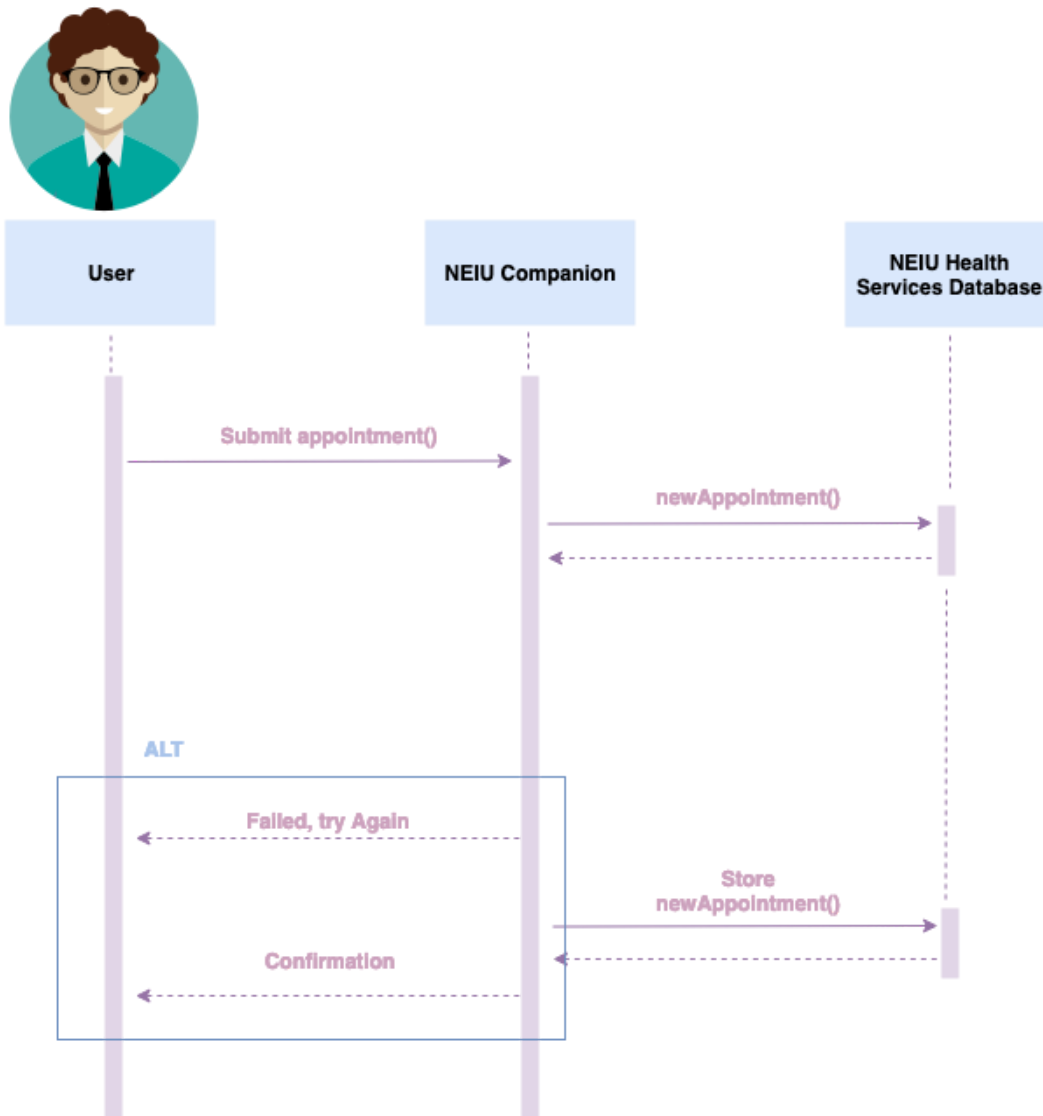 User
NEIU Companion
NEIU Health
Services Database
Submit appointment()
newAppointment()
ALT
Failed, try Again
Store
newAppointment()
Confirmation